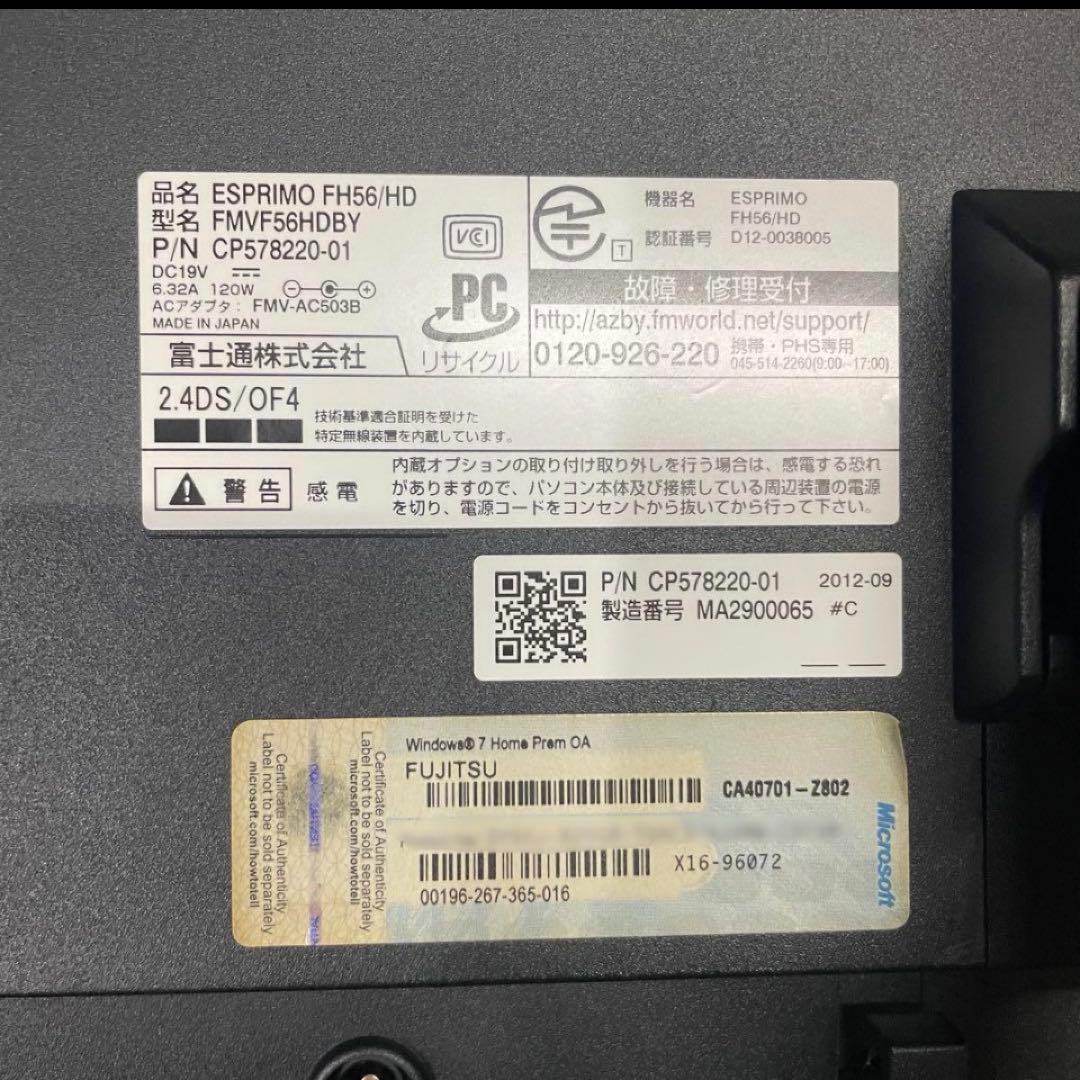 品名 ESPRIMO FH56/HD
型名 FMVF56HDBY
P/N CP578220-01
DC19V
6.32A 120W
ACアダプタ: FMV-AC503B
MADE IN JAPAN
富士通株式会社
VCI
PC
リサイクル
T
機器名 ESPRIMO
FH56/HD
認証番号 D12-0038005
故障・修理受付
http://azby.fmworld.net/support/
0120-926-220 携帯・PHS専用
045-514-2260(9:00~17:00)
2.4DS/OF4 技術基準適合証明を受けた
特定無線装置を内蔵しています。
警告 感電
内蔵オプションの取り付け取り外しを行う場合は、感電する恐れ
がありますので、パソコン本体及び接続している周辺装置の電源
を切り、電源コードをコンセントから抜いてから行って下さい。
P/N CP578220-01 2012-09
製造番号 MA2900065 #C
Certificate of Authenticity
Label not to be sold separately
microsoft.com/howtotell
Certificate of Authenticity
Label not to be sold separately
microsoft.com/howtotell
Windows® 7 Home Prem OA
FUJITSU
CA40701-Z802
X16-96072
00196-267-365-016
Microsoft